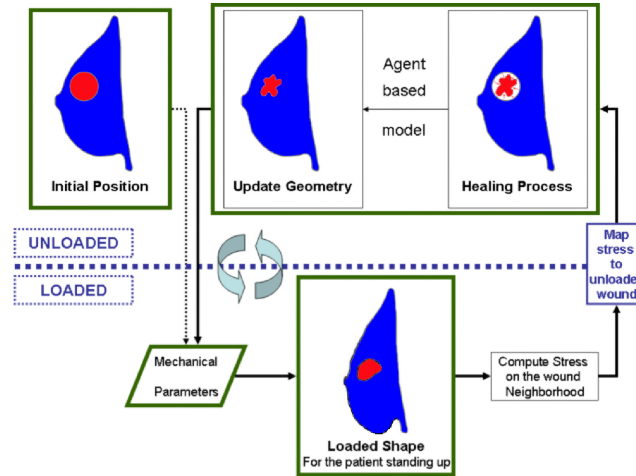 Agent
based
model
Initial Position
Update Geometry
Healing Process
UNLOADED
LOADED
Map
stress
to
unloaded
wound
Mechanical
Parameters
Compute Stress
on the wound
Neighborhood
Loaded Shape
For the patient standing up